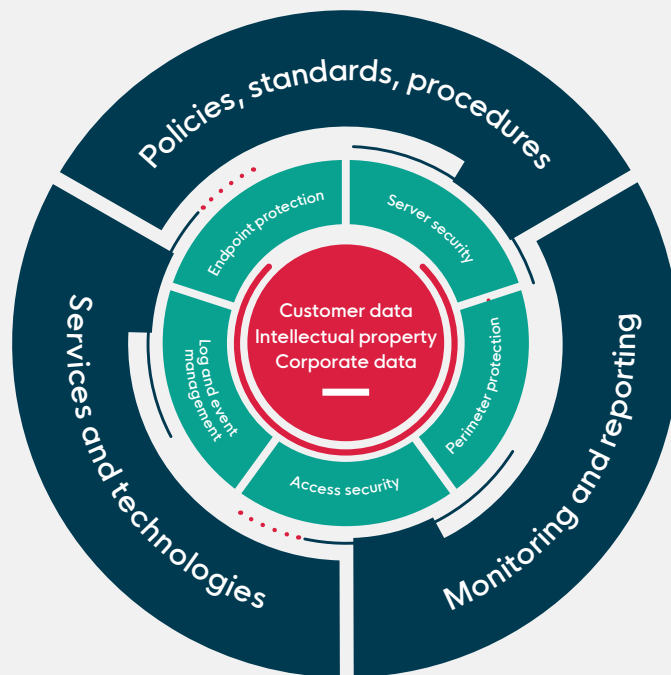 Policies, standards, procedures
Endpoint protection
Server security
Customer data
Intellectual property
Corporate data
Services and technologies
Log and event
management
Perimeter protection
Monitoring and reporting
Access security